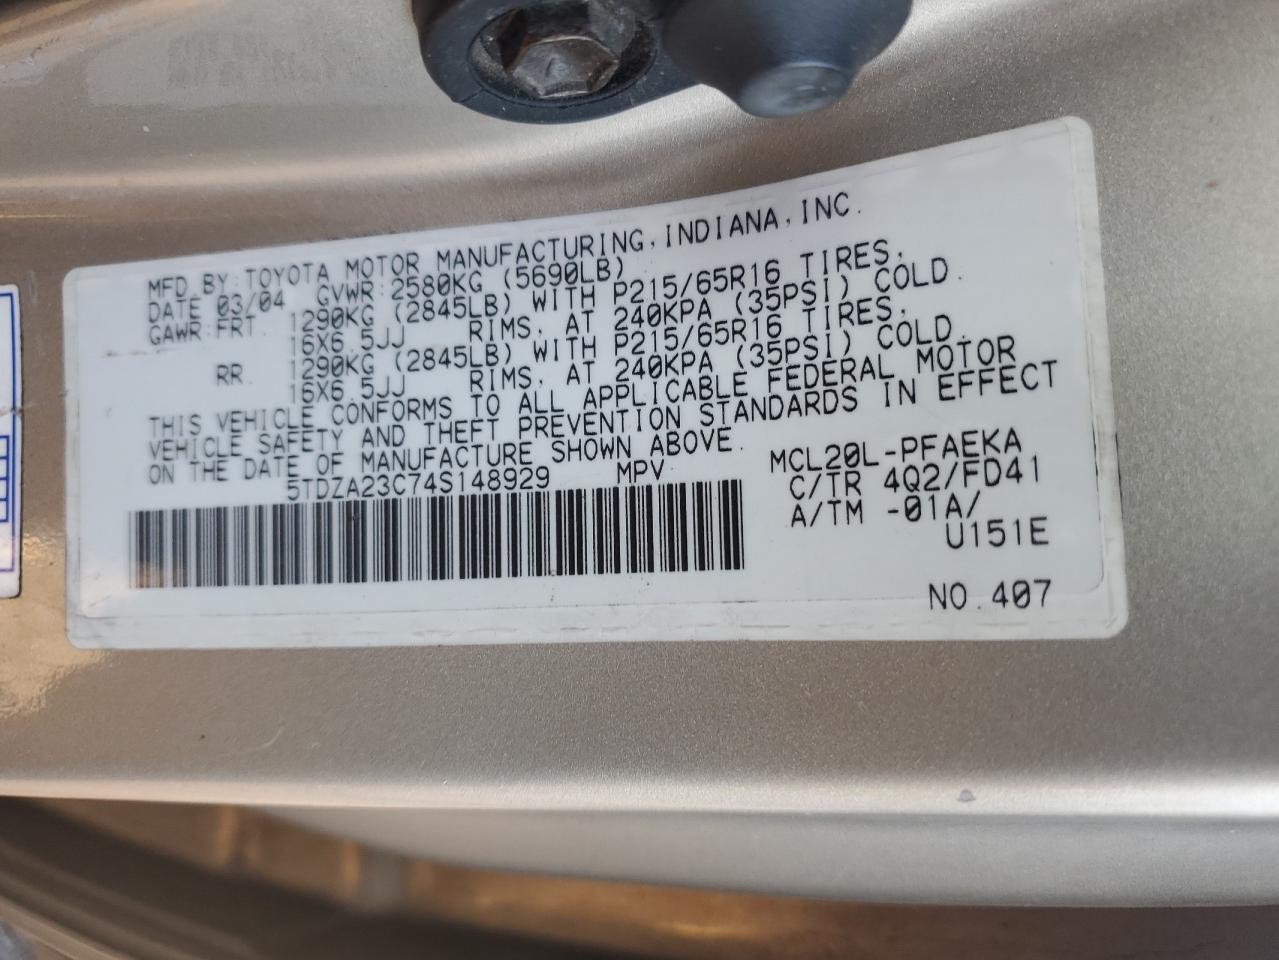 MFD. BY: TOYOTA MOTOR MANUFACTURING, INDIANA, INC.
DATE 03/04 GVWR: 2580KG (5690LB)
GAWR: FRT. 1290KG (2845LB) WITH P215/65R16 TIRES,
16X6.5JJ RIMS, AT 240KPA (35PSI) COLD.
RR. 1290KG (2845LB) WITH P215/65R16 TIRES,
16X6.5JJ RIMS, AT 240KPA (35PSI) COLD.
THIS VEHICLE CONFORMS TO ALL APPLICABLE FEDERAL MOTOR
VEHICLE SAFETY AND THEFT PREVENTION STANDARDS IN EFFECT
ON THE DATE OF MANUFACTURE SHOWN ABOVE.
5TDZA23C74S148929 MPV
MCL20L-PFAEKA
C/TR 4Q2/FD41
A/TM -01A/
U151E
NO. 407